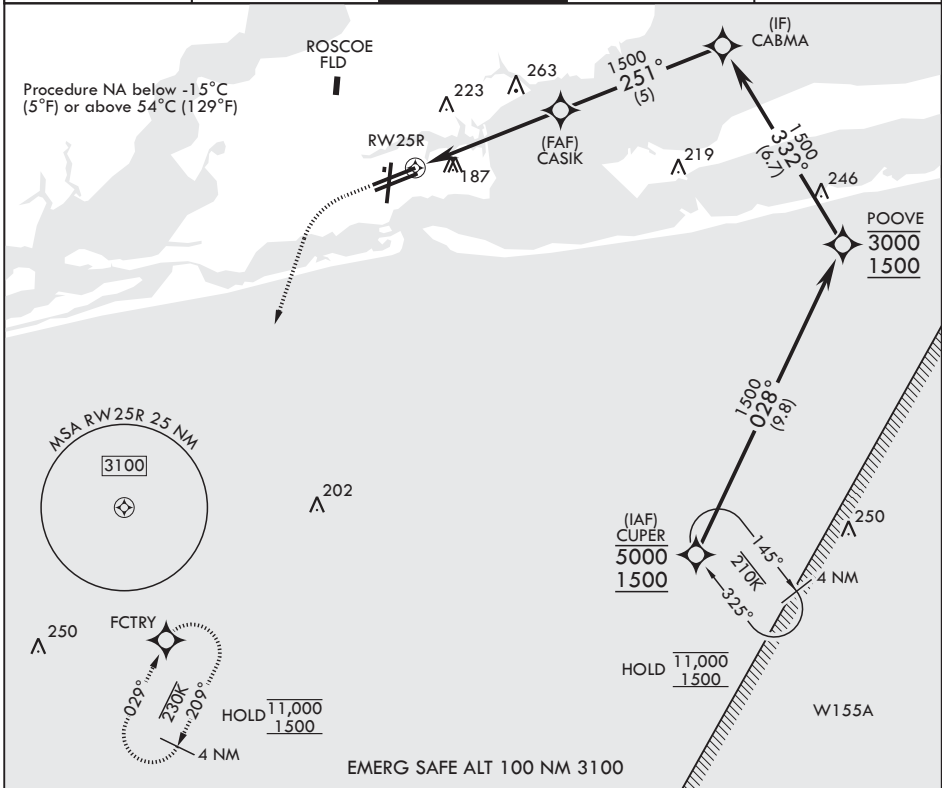 (IF)
CABMA
ROSCOE
FLD
Procedure NA below -15°C
(5°F) or above 54°C (129°F)
1500
251°
(5)
263
223
(FAF)
CASIK
RW25R
187
219
1500
332°
(6.7)
246
POOVE
3000
1500
1500
028°
(9.8)
MSA RW25R 25 NM
3100
202
(IAF)
CUPER
5000
1500
250
145°
210K
325°
4 NM
FCTRY
250
029°
230K
209°
HOLD 11,000
1500
4 NM
HOLD 11,000
1500
W155A
EMERG SAFE ALT 100 NM 3100